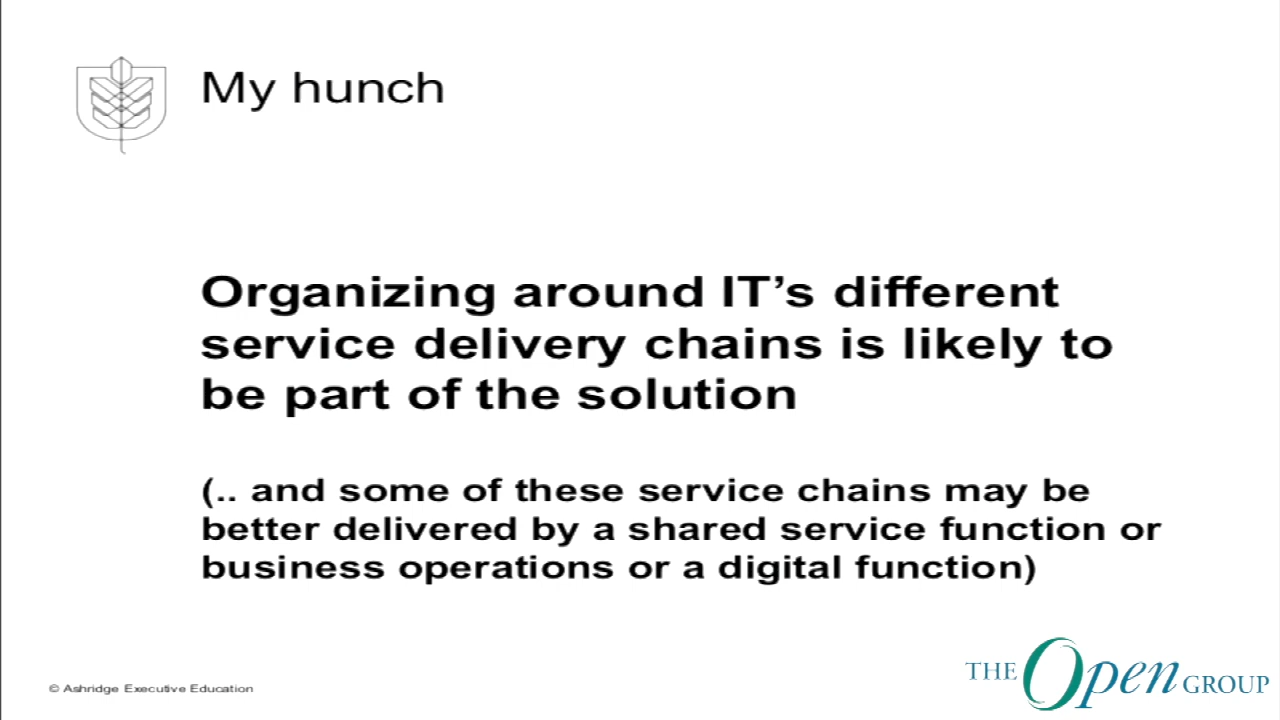 My hunch
Organizing around IT’s different
service delivery chains is likely to
be part of the solution
(.. and some of these service chains may be
better delivered by a shared service function or
business operations or a digital function)
© Ashridge Executive Education
THE Open GROUP